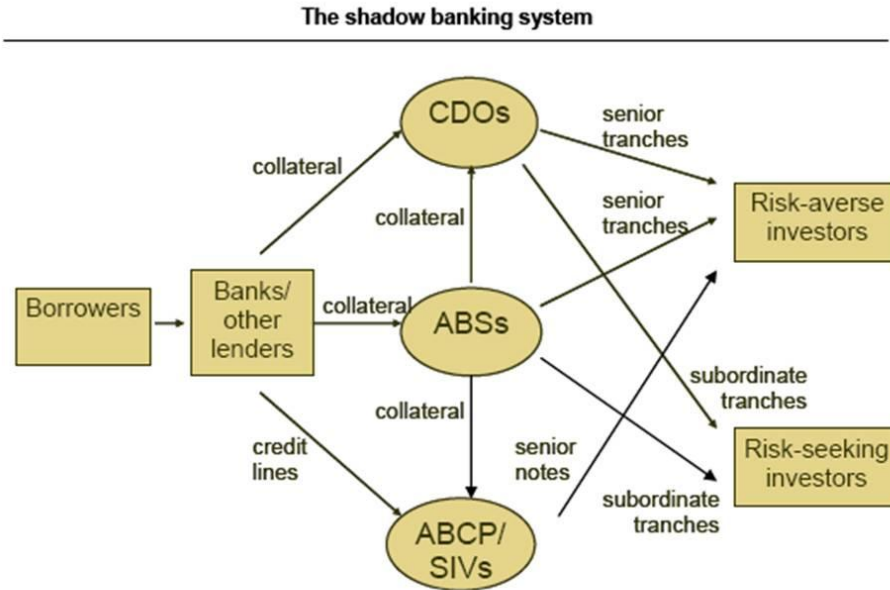 The shadow banking system
CDOs
senior
tranches
collateral
senior
tranches
Risk-averse
investors
collateral
Borrowers
Banks/
other
lenders
collateral
ABSs
collateral
subordinate
tranches
credit
lines
senior
notes
Risk-seeking
investors
subordinate
tranches
ABCP/
SIVs